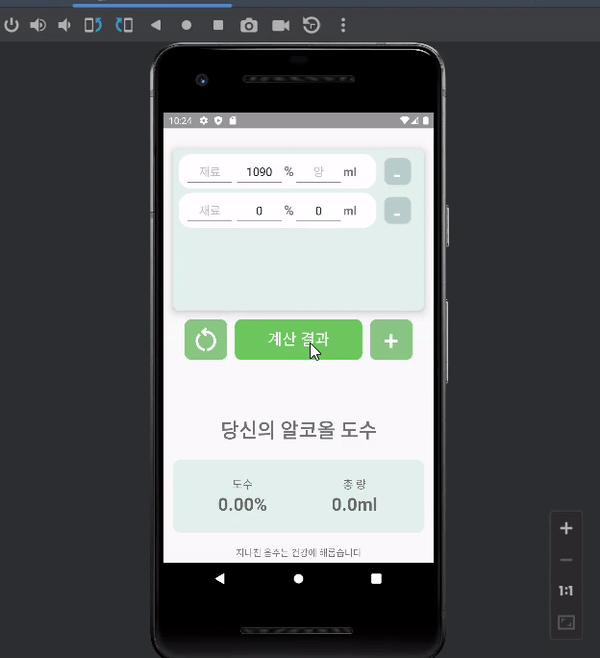 10:24
재료 1090 % 양 ml -
재료 0 % 0 ml -
계산 결과 +
당신의 알코올 도수
도수 총 량
0.00% 0.0ml
지나친 음주는 건강에 해롭습니다
1:1